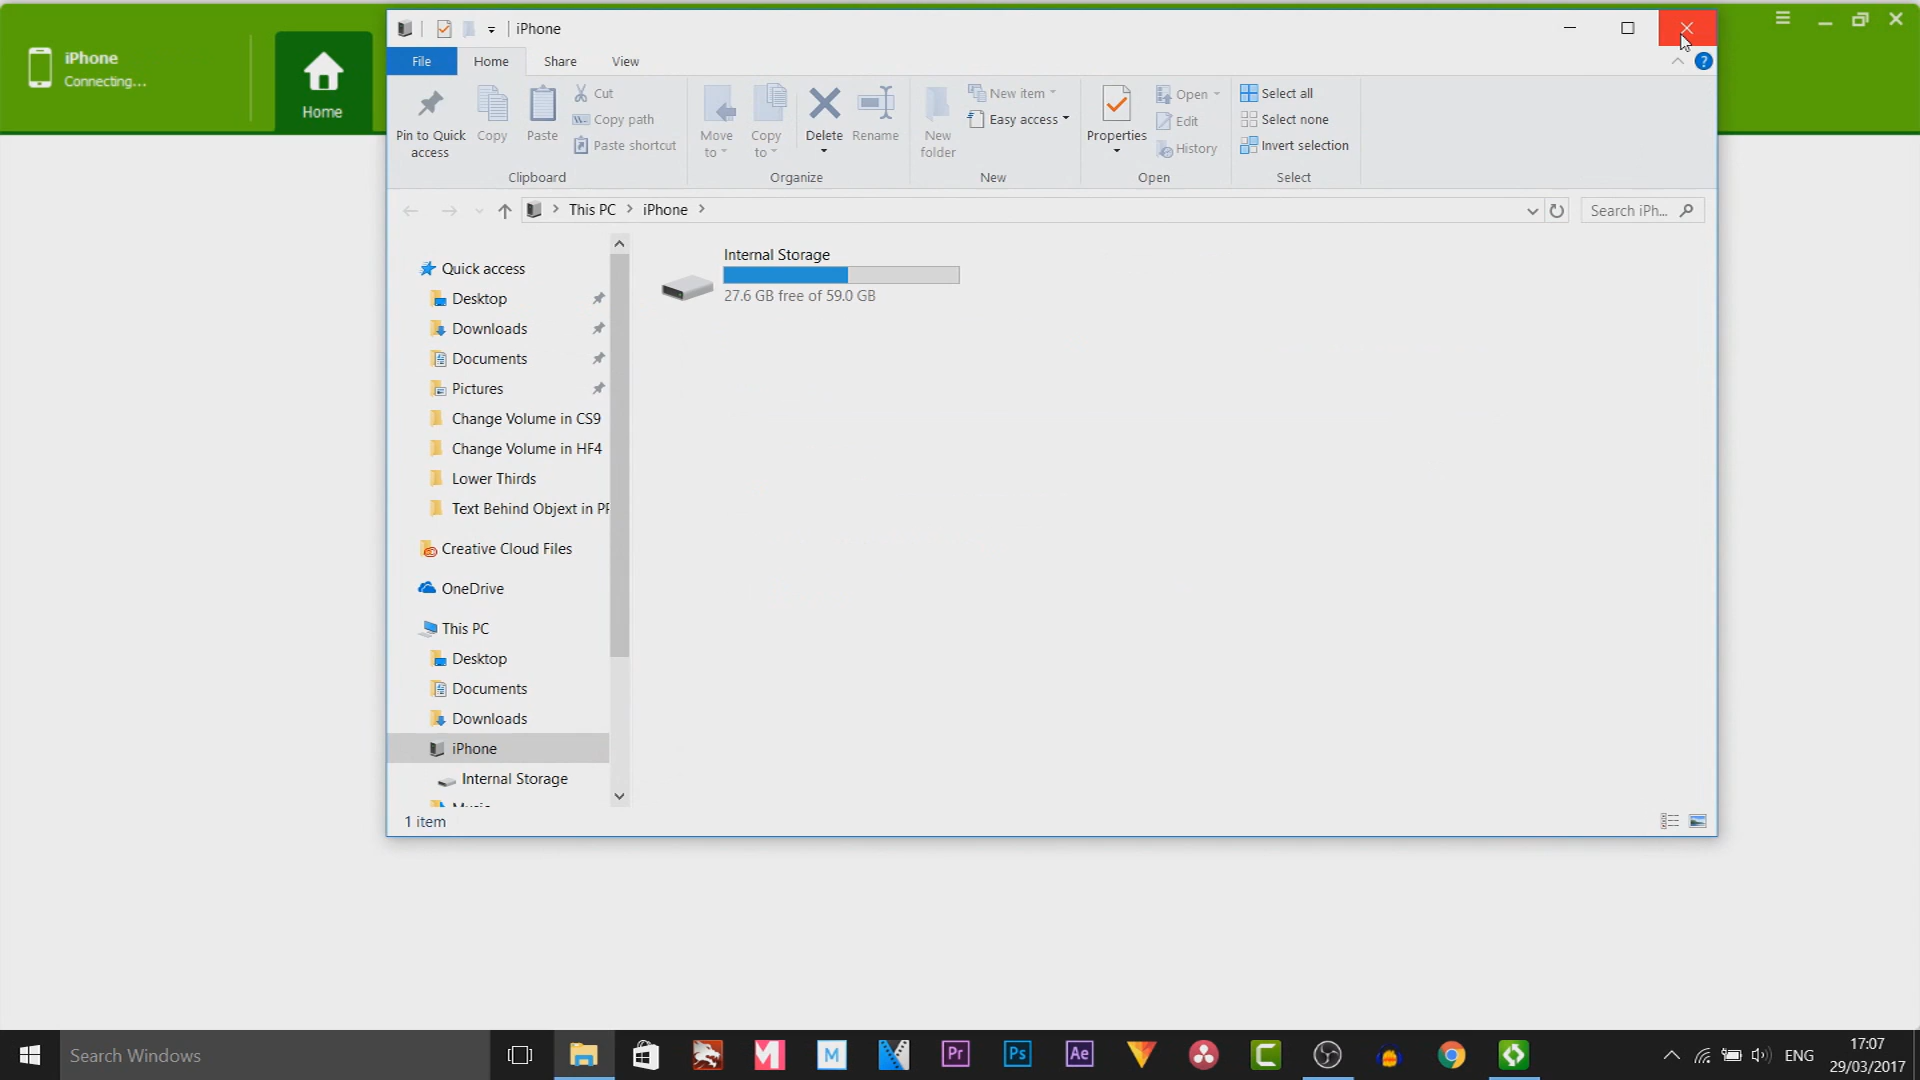 iPhone
Connecting...
Home
iPhone
File
Home
Share
View
Pin to Quick access
Copy
Paste
Cut
Copy path
Paste shortcut
Clipboard
Move to
Copy to
Delete
Rename
Organize
New folder
New item
Easy access
New
Properties
Open
Edit
History
Open
Select all
Select none
Invert selection
Select
This PC
iPhone
Search iPh...
Quick access
Desktop
Downloads
Documents
Pictures
Change Volume in CS9
Change Volume in HF4
Lower Thirds
Text Behind Objext in PF
Creative Cloud Files
OneDrive
This PC
Desktop
Documents
Downloads
iPhone
Internal Storage
Music
Internal Storage
27.6 GB free of 59.0 GB
1 item
Search Windows
Pr
Ps
Ae
ENG
17:07
29/03/2017